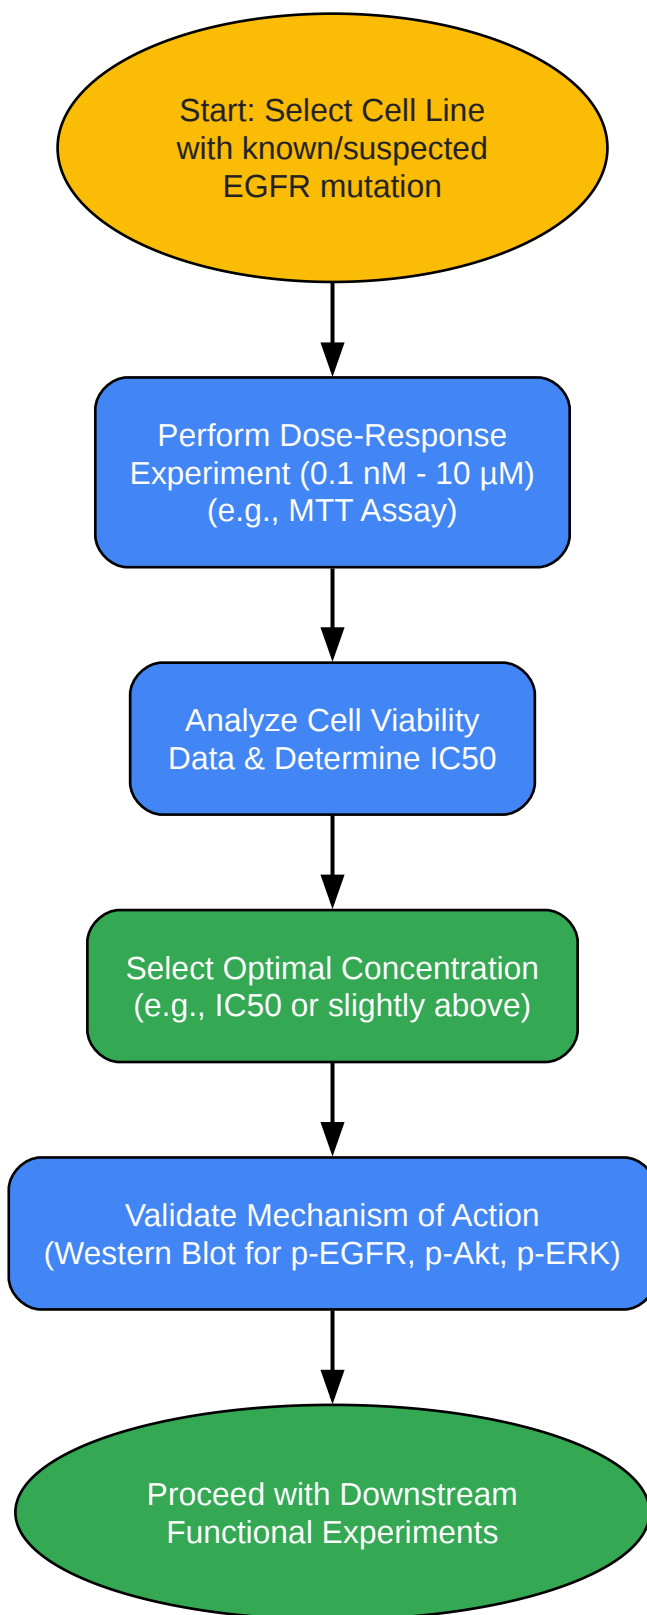 Start: Select Cell Line
with known/suspected
EGFR mutation
Perform Dose-Response
Experiment (0.1 nM - 10 µM)
(e.g., MTT Assay)
Analyze Cell Viability
Data & Determine IC50
Select Optimal Concentration
(e.g., IC50 or slightly above)
Validate Mechanism of Action
(Western Blot for p-EGFR, p-Akt, p-ERK)
Proceed with Downstream
Functional Experiments